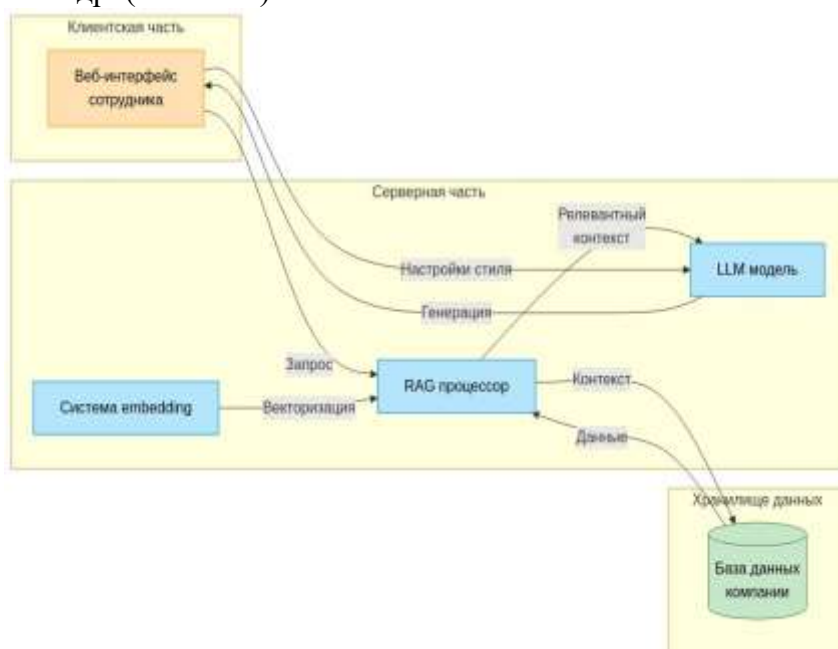 Клиентская часть
Веб-интерфейс
сотрудника
Серверная часть
Релевантный
контекст
LLM модель
Настройки стиля
Генерация
Запрос
RAG процессор
Контекст
Система embedding
Векторизация
Данные
Хранилище данных
База данных
компании